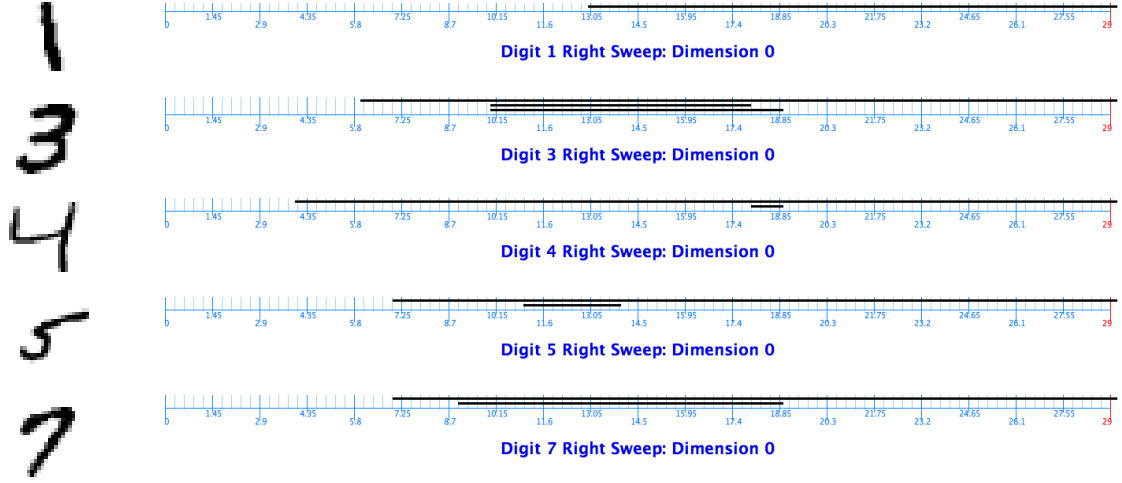 1
0 1.45 2.9 4.35 5.8 7.25 8.7 10.15 11.6 13.05 14.5 15.95 17.4 18.85 20.3 21.75 23.2 24.65 26.1 27.55 29
Digit 1 Right Sweep: Dimension 0
3
0 1.45 2.9 4.35 5.8 7.25 8.7 10.15 11.6 13.05 14.5 15.95 17.4 18.85 20.3 21.75 23.2 24.65 26.1 27.55 29
Digit 3 Right Sweep: Dimension 0
4
0 1.45 2.9 4.35 5.8 7.25 8.7 10.15 11.6 13.05 14.5 15.95 17.4 18.85 20.3 21.75 23.2 24.65 26.1 27.55 29
Digit 4 Right Sweep: Dimension 0
5
0 1.45 2.9 4.35 5.8 7.25 8.7 10.15 11.6 13.05 14.5 15.95 17.4 18.85 20.3 21.75 23.2 24.65 26.1 27.55 29
Digit 5 Right Sweep: Dimension 0
7
0 1.45 2.9 4.35 5.8 7.25 8.7 10.15 11.6 13.05 14.5 15.95 17.4 18.85 20.3 21.75 23.2 24.65 26.1 27.55 29
Digit 7 Right Sweep: Dimension 0